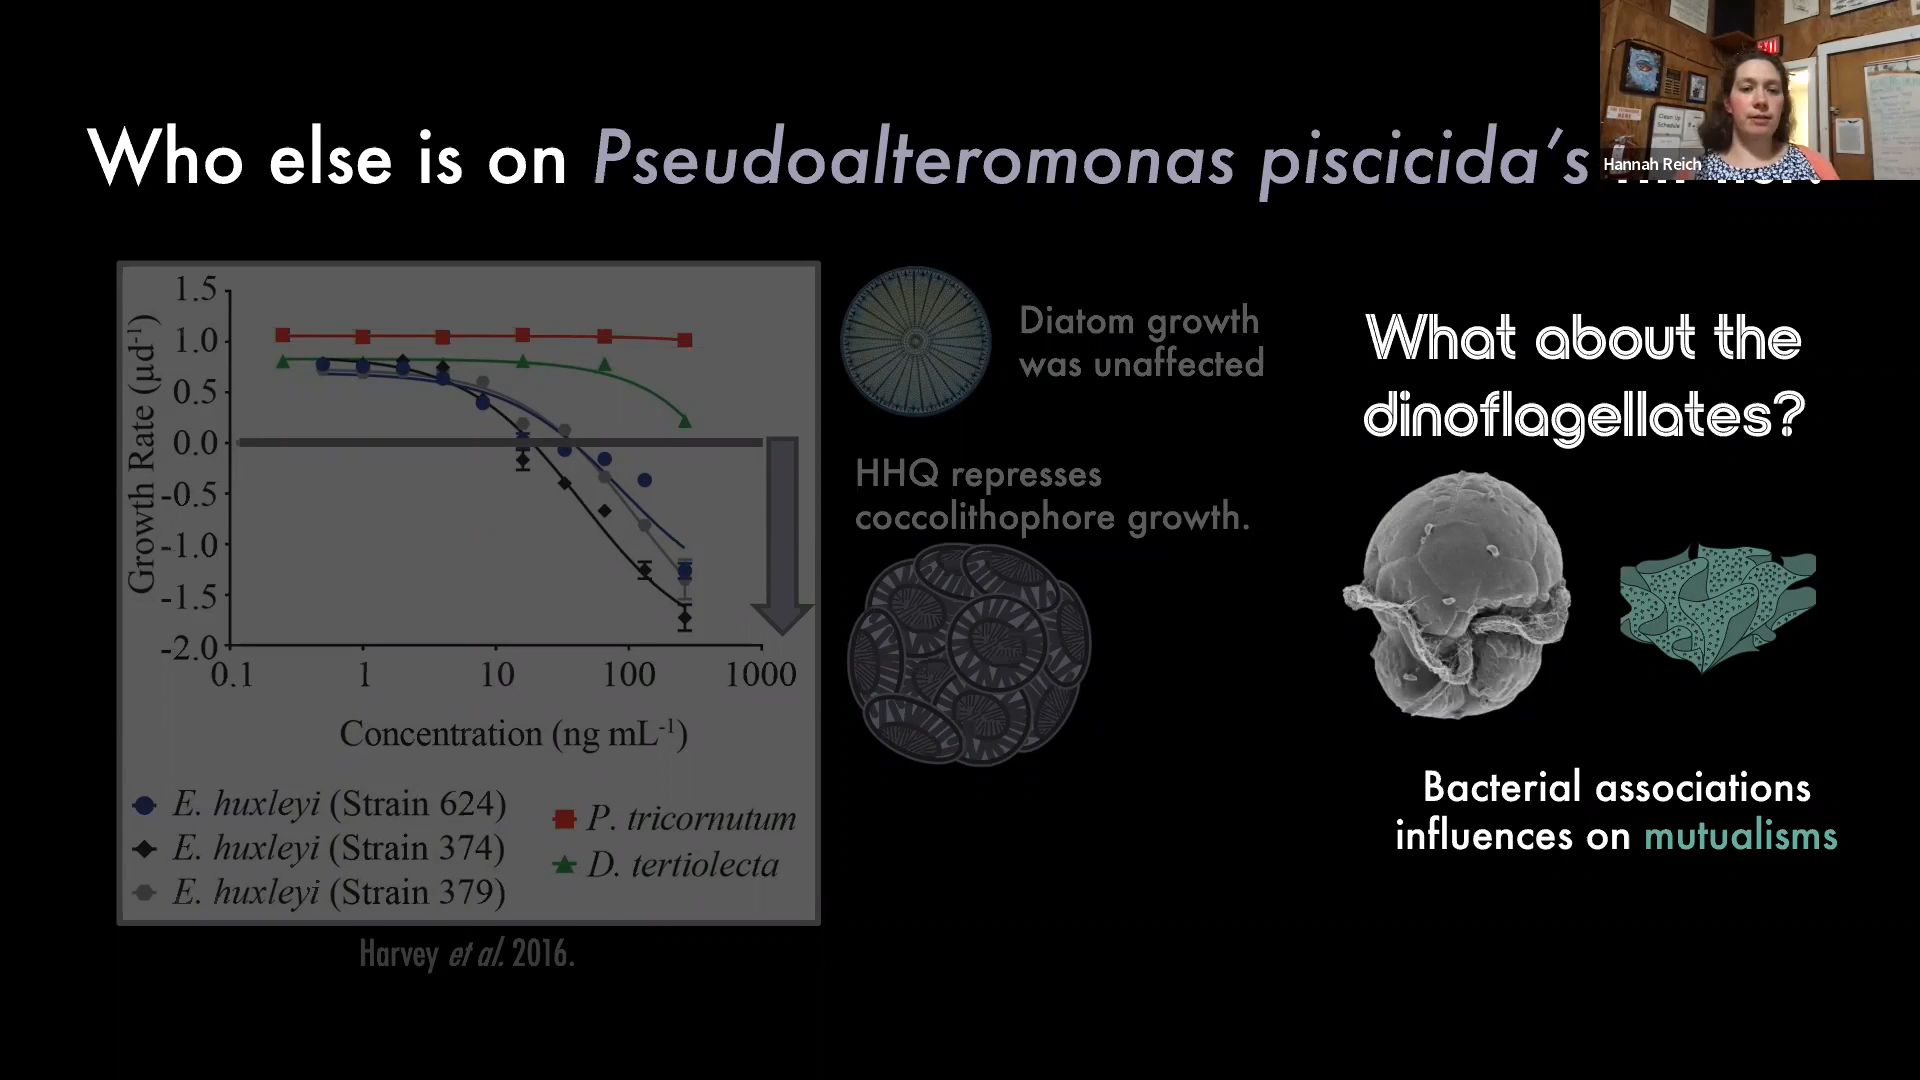 Who else is on Pseudoalteromonas piscicida’s
Hannah Reich
Clean Up
Schedule
1.5
1.0
0.5
0.0
-0.5
-1.0
-1.5
-2.0
Growth Rate (µd-1)
0.1 1 10 100 1000
Concentration (ng mL-1)
E. huxleyi (Strain 624)
E. huxleyi (Strain 374)
E. huxleyi (Strain 379)
P. tricornutum
D. tertiolecta
Harvey et al. 2016.
Diatom growth
was unaffected
HHQ represses
coccolithophore growth.
What about the
dinoflagellates?
Bacterial associations
influences on mutualisms